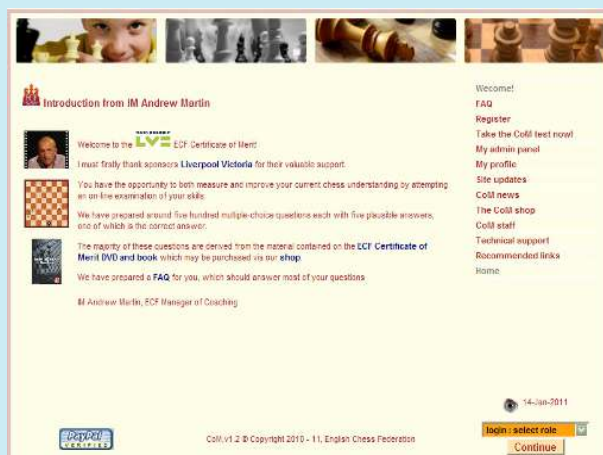 Introduction from IM Andrew Martin
Welcome to the LVE ECF Certificate of Merit!
I must firstly thank sponsors Liverpool Victoria for their valuable support.
You have the opportunity to both measure and improve your current chess understanding by attempting
an on-line examination of your skills.
We have prepared around five hundred multiple-choice questions each with five plausible answers,
one of which is the correct answer.
The majority of these questions are derived from the material contained on the ECF Certificate of
Merit DVD and book which may be purchased via our shop.
We have prepared a FAQ for you, which should answer most of your questions
IM Andrew Martin, ECF Manager of Coaching
Welcome!
FAQ
Register
Take the CoM test now!
My admin panel
My profile
Site updates
CoM news
The CoM shop
CoM staff
Technical support
Recommended links
Home
14-Jan-2011
login : select role
Continue
PayPal
VERIFIED
CoM.v1.2 © Copyright 2010 - 11, English Chess Federation